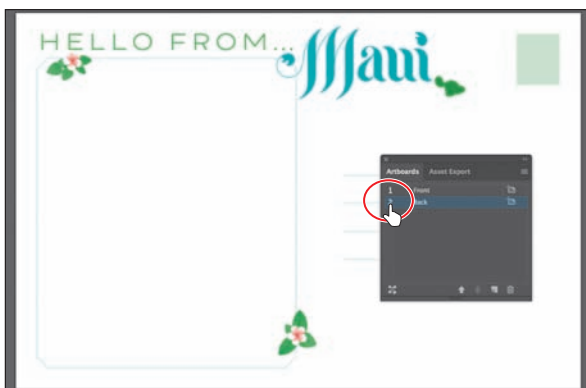 HELLO FROM...
Maui
Artboards Asset Export
1 Front
2 Back